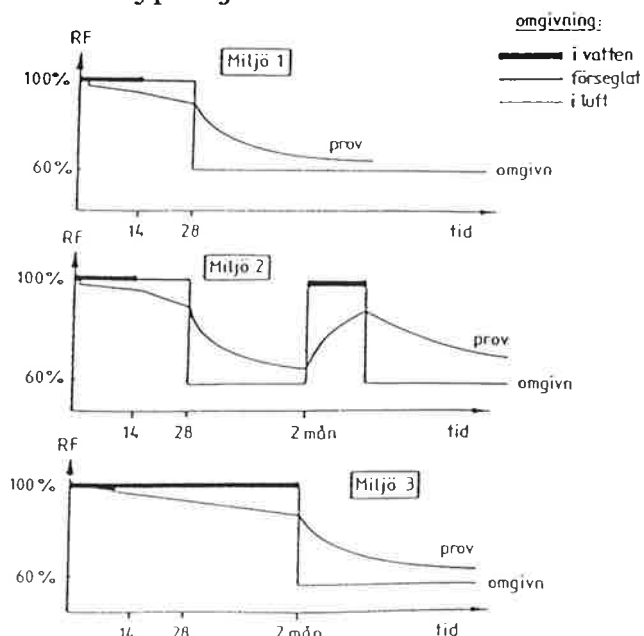 omgivning:
i vatten
förseglat
i luft
RF
Miljö 1
100%
prov
60%
omgivn
14
28
tid
RF
Miljö 2
100%
prov
60%
omgivn
14
28
2 mån
tid
RF
Miljö 3
100%
prov
60%
omgivn
14
28
2 mån
tid